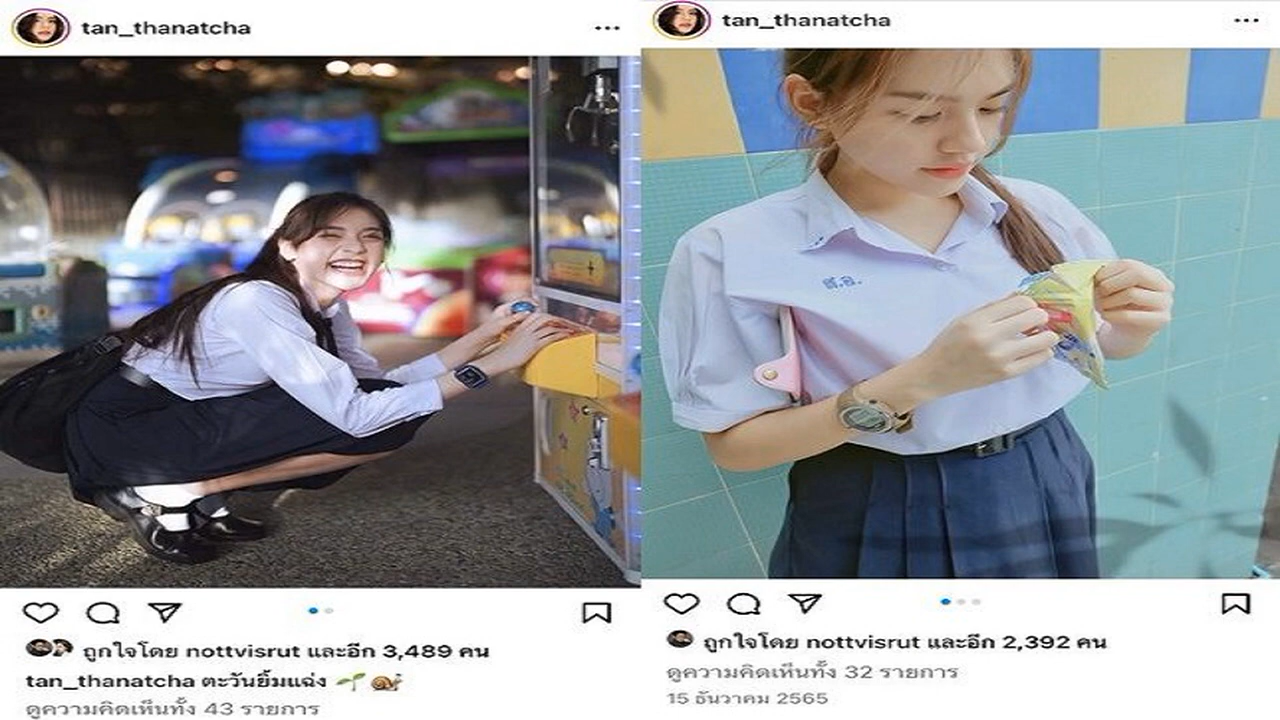 tan_thanatcha
ถูกใจโดย nottvisrut และอีก 3,489 คน
tan_thanatcha ตะวันยิ้มแฉ่ง 🌱🐌
ดูความคิดเห็นทั้ง 43 รายการ
tan_thanatcha
ส.อ.
ถูกใจโดย nottvisrut และอีก 2,392 คน
ดูความคิดเห็นทั้ง 32 รายการ
15 ธันวาคม 2565